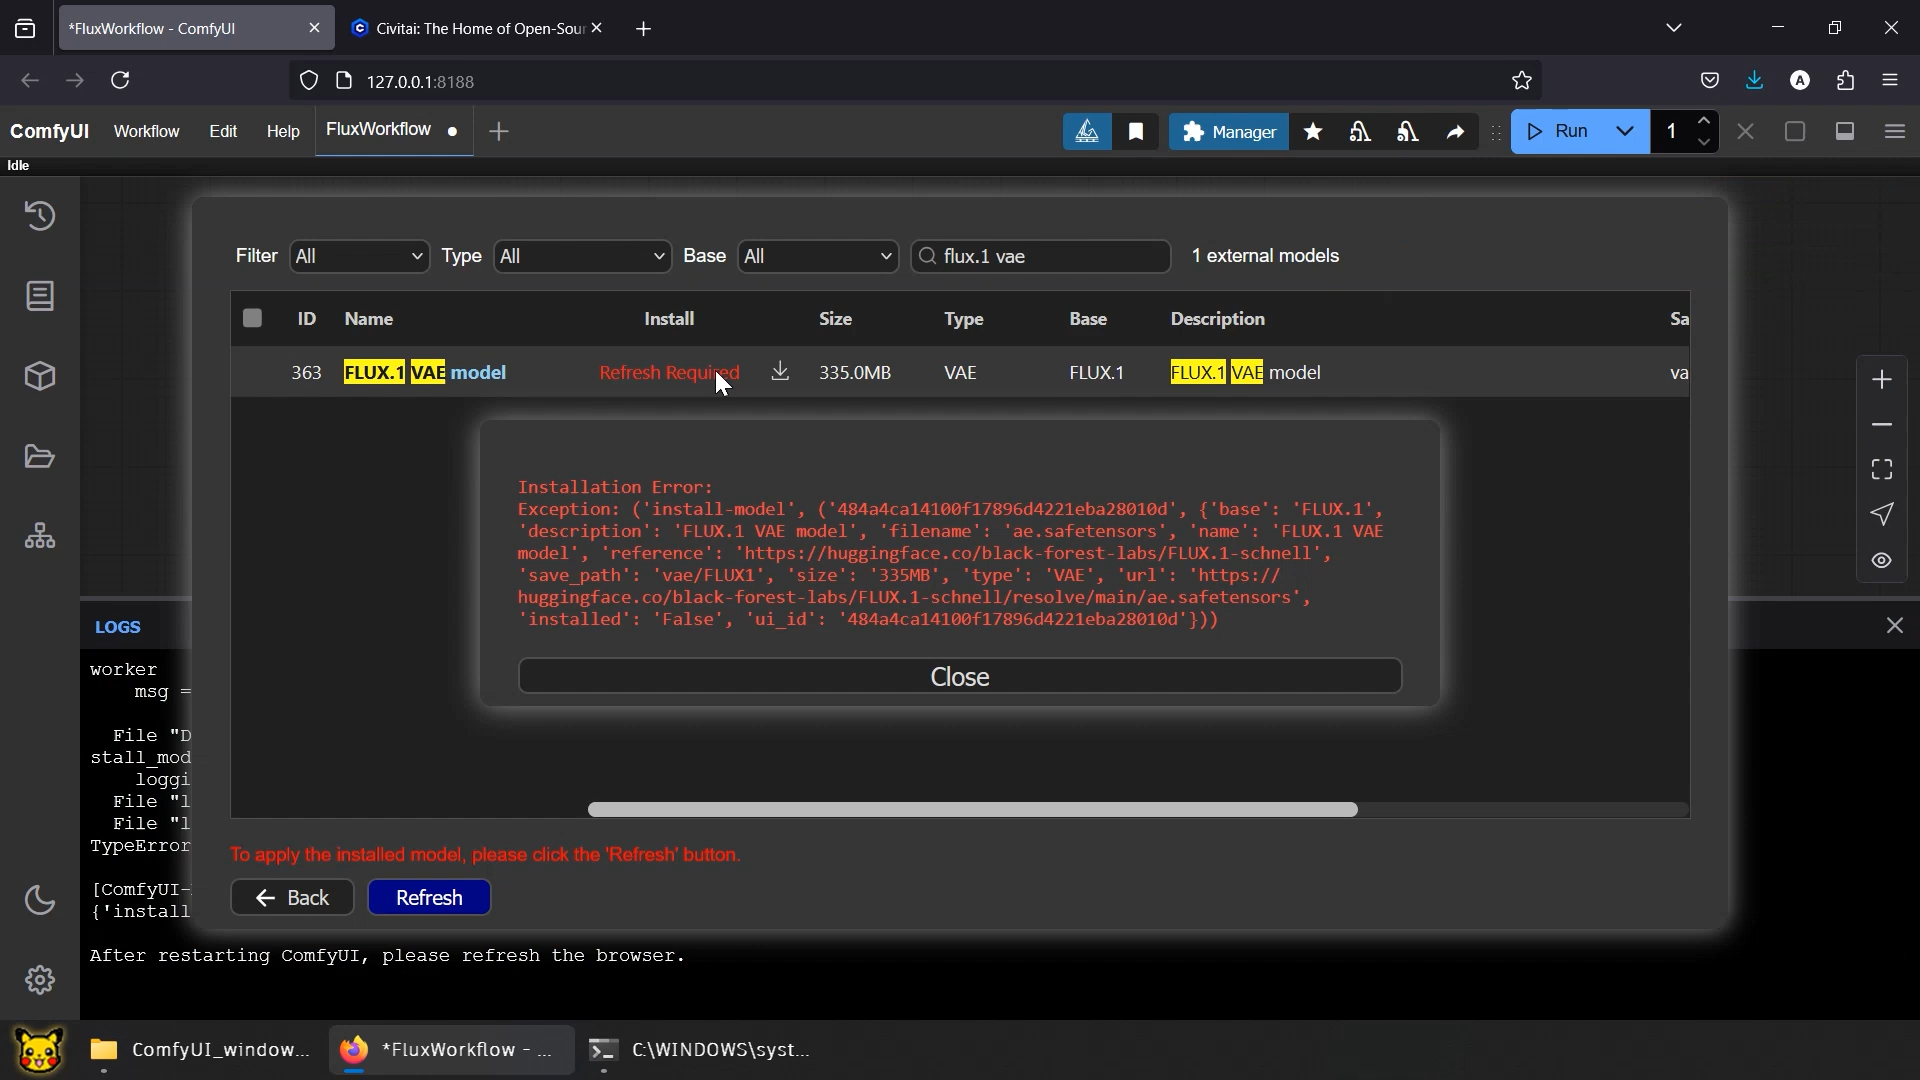 *FluxWorkflow - ComfyUI
Civitai: The Home of Open-Sour
127.0.0.1:8188
A
ComfyUI
Workflow
Edit
Help
FluxWorkflow
Manager
Run
1
Idle
Filter
All
Type
All
Base
All
flux.1 vae
1 external models
ID
Name
Install
Size
Type
Base
Description
Sa
363
FLUX.1 VAE model
Refresh Required
335.0MB
VAE
FLUX.1
FLUX.1 VAE model
va
Installation Error:
Exception: ('install-model', ('484a4ca14100f17896d4221eba28010d', {'base': 'FLUX.1',
'description': 'FLUX.1 VAE model', 'filename': 'ae.safetensors', 'name': 'FLUX.1 VAE
model', 'reference': 'https://huggingface.co/black-forest-labs/FLUX.1-schnell',
'save_path': 'vae/FLUX1', 'size': '335MB', 'type': 'VAE', 'url': 'https://
huggingface.co/black-forest-labs/FLUX.1-schnell/resolve/main/ae.safetensors',
'installed': 'False', 'ui_id': '484a4ca14100f17896d4221eba28010d'}))
Close
LOGS
worker
msg =
File "D
stall_mod
loggi
File "l
File "l
TypeError
[ComfyUI-
{'install
To apply the installed model, please click the 'Refresh' button.
Back
Refresh
After restarting ComfyUI, please refresh the browser.
ComfyUI_window...
*FluxWorkflow - ...
C:\WINDOWS\syst...